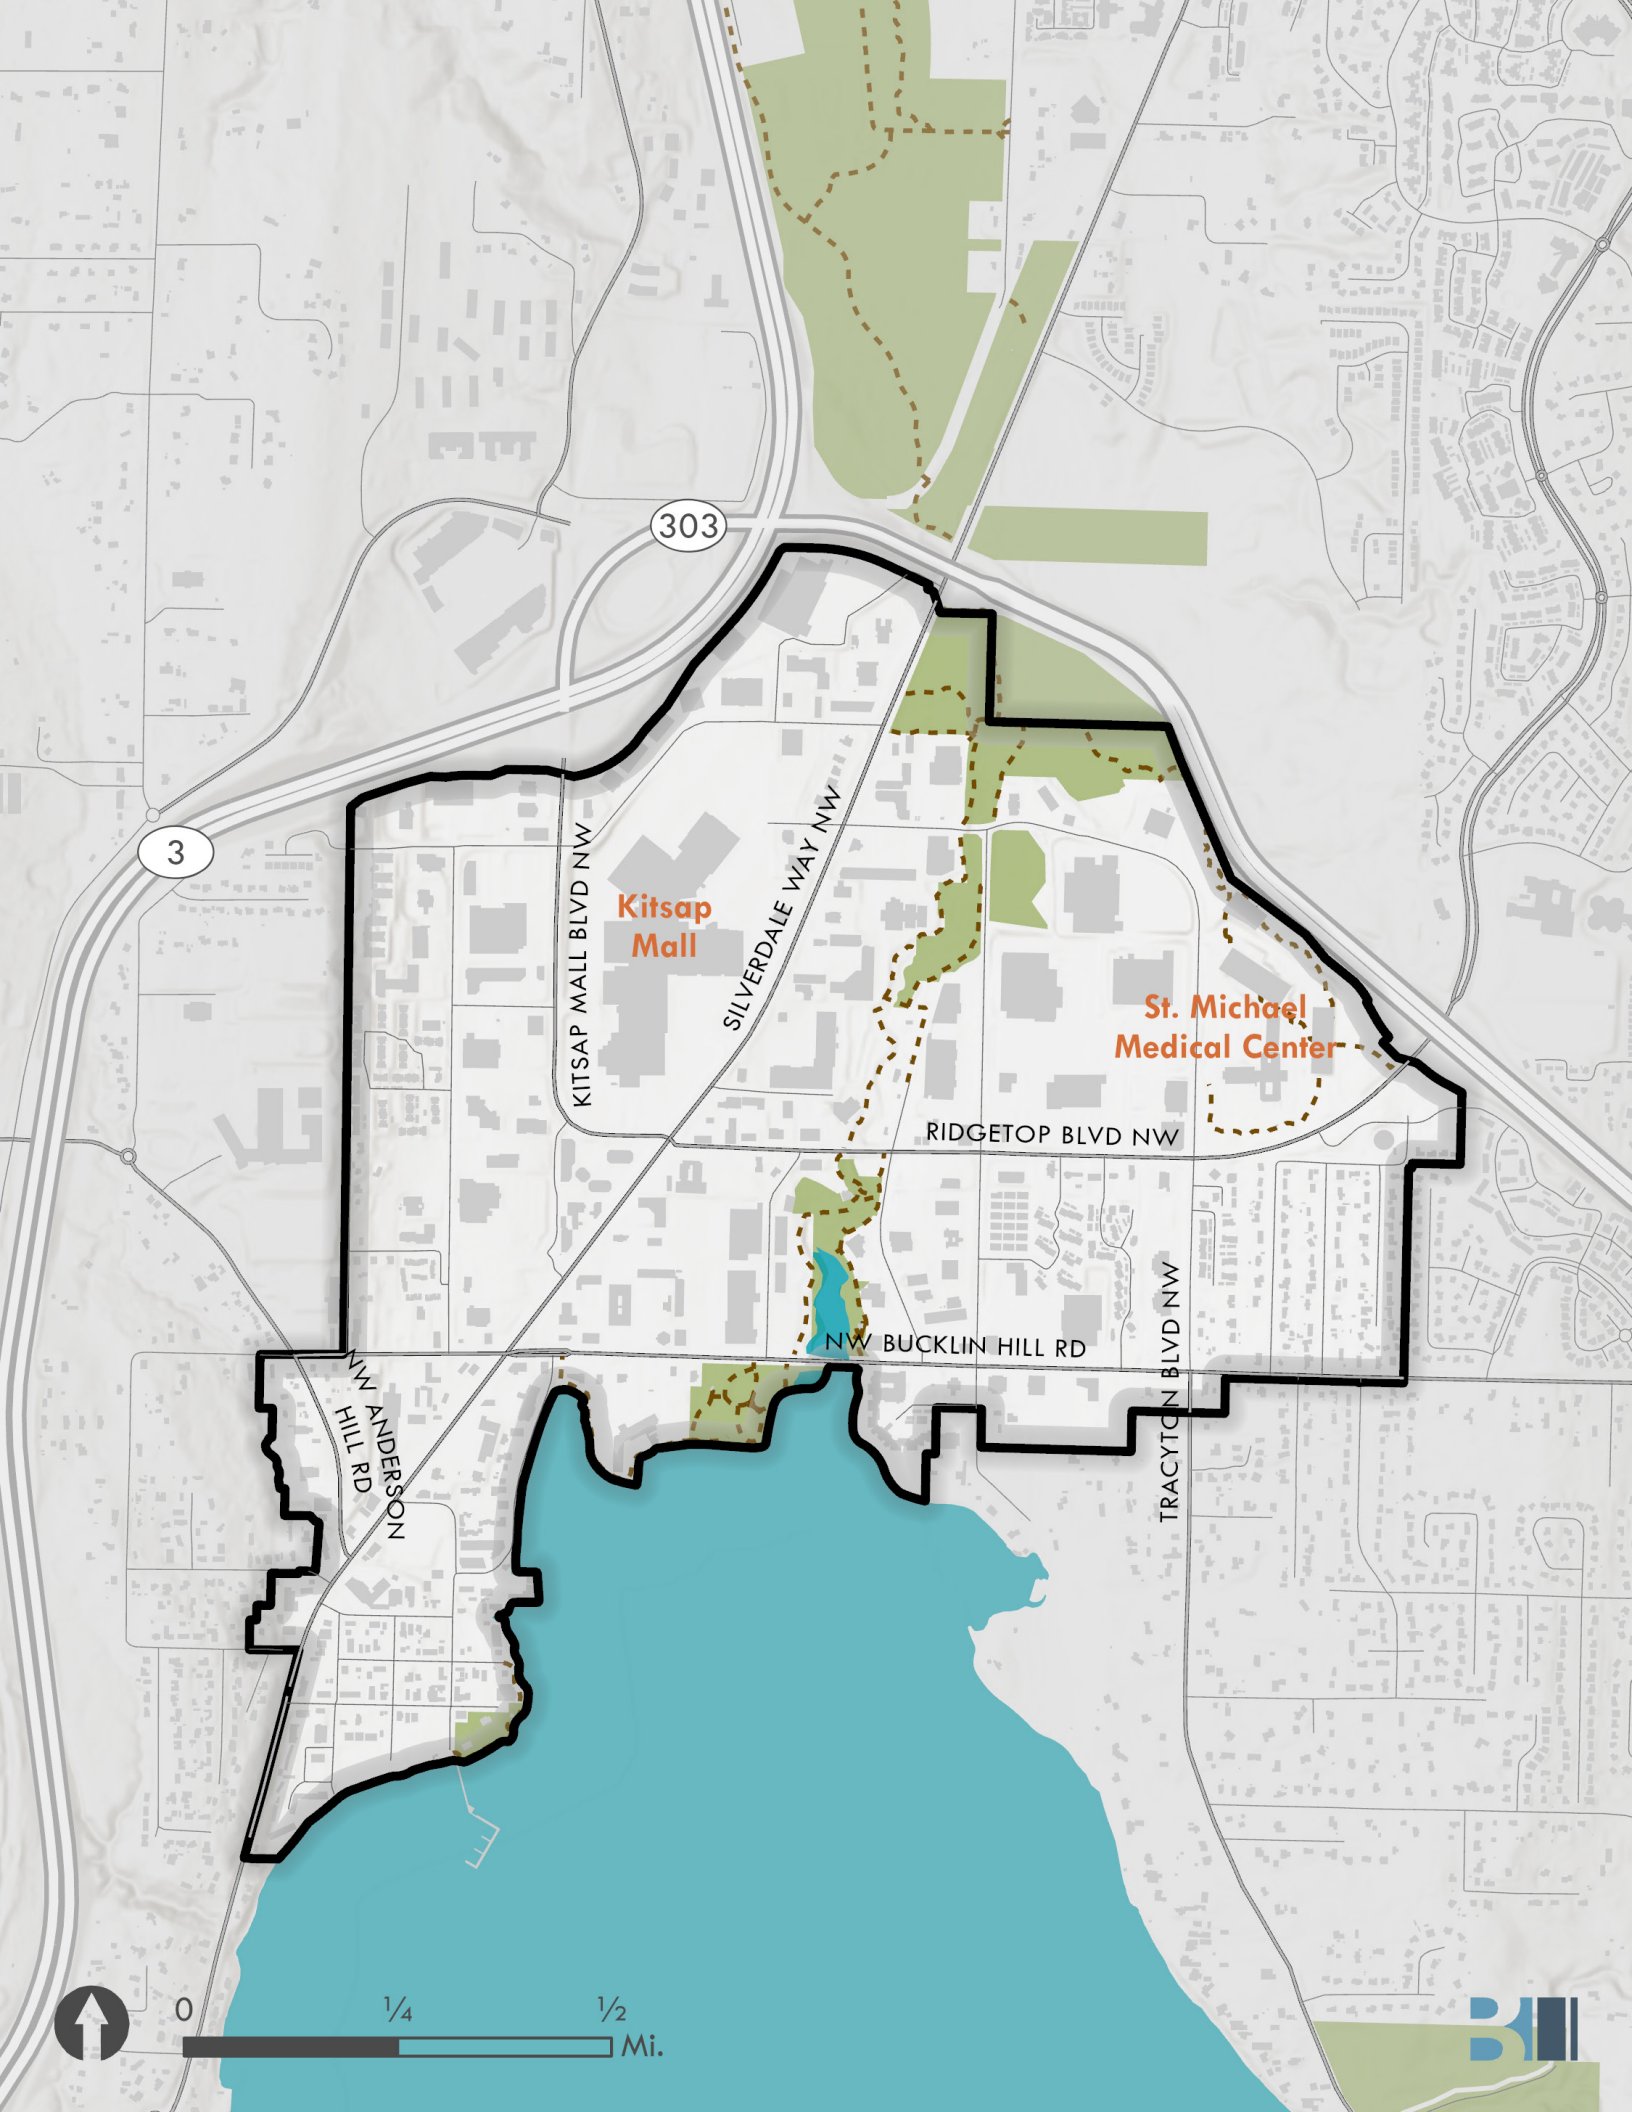 303
3
KITSAP MALL BLVD NW
SILVERDALE WAY NW
Kitsap
Mall
St. Michael
Medical Center
RIDGETOP BLVD NW
NW BUCKLIN HILL RD
TRACYTON BLVD NW
NW ANDERSON
HILL RD
0 1/4 1/2
Mi.